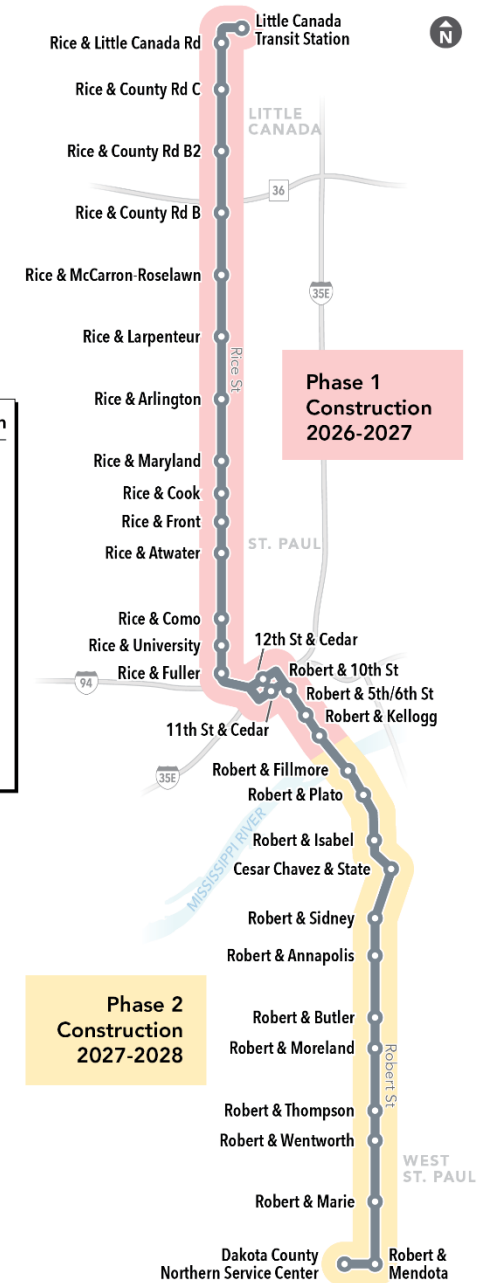 Little Canada
Transit Station
N
Rice & Little Canada Rd
Rice & County Rd C
LITTLE
CANADA
Rice & County Rd B2
36
Rice & County Rd B
Rice & McCarron-Roselawn
35E
Rice & Larpenteur
Rice St
Phase 1
Construction
2026-2027
Rice & Arlington
n
Rice & Maryland
Rice & Cook
Rice & Front
ST. PAUL
Rice & Atwater
Rice & Como
12th St & Cedar
Rice & University
Rice & Fuller
Robert & 10th St
94
Robert & 5th/6th St
Robert & Kellogg
11th St & Cedar
35E
Robert & Fillmore
Robert & Plato
MISSISSIPPI RIVER
Robert & Isabel
Cesar Chavez & State
Robert & Sidney
Robert & Annapolis
Phase 2
Construction
2027-2028
Robert & Butler
Robert & Moreland
Robert St
Robert & Thompson
Robert & Wentworth
WEST
ST. PAUL
Robert & Marie
Dakota County
Northern Service Center
Robert &
Mendota